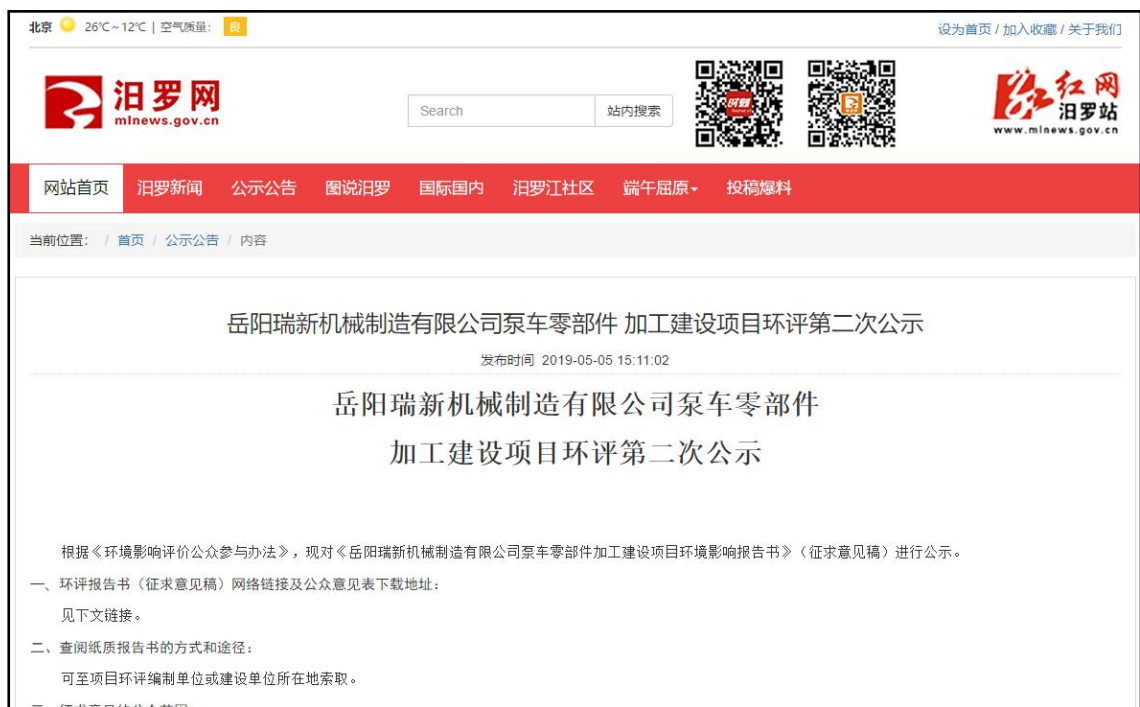 北京 26℃~12℃ | 空气质量： 良
设为首页 / 加入收藏 / 关于我们
汨罗网
mlnews.gov.cn
Search 站内搜索
时刻
红网
汨罗站
www.mlnews.gov.cn
网站首页 汨罗新闻 公示公告 图说汨罗 国际国内 汨罗江社区 端午屈原 投稿爆料
当前位置： / 首页 / 公示公告 / 内容
岳阳瑞新机械制造有限公司泵车零部件 加工建设项目环评第二次公示
发布时间 2019-05-05 15:11:02
岳阳瑞新机械制造有限公司泵车零部件
加工建设项目环评第二次公示
根据《环境影响评价公众参与办法》，现对《岳阳瑞新机械制造有限公司泵车零部件加工建设项目环境影响报告书》（征求意见稿）进行公示。
一、环评报告书（征求意见稿）网络链接及公众意见表下载地址：
见下文链接。
二、查阅纸质报告书的方式和途径：
可至项目环评编制单位或建设单位所在地索取。